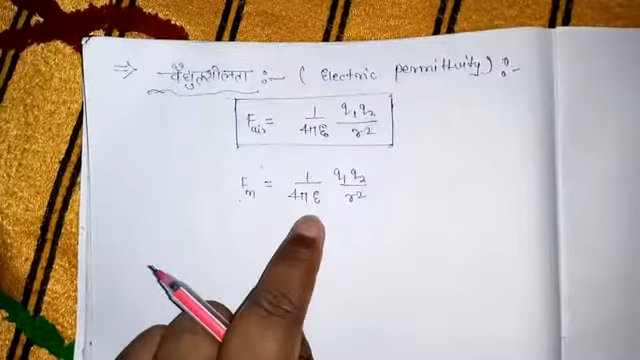 ⇒ वैधुतशीलता :- ( Electric permittivity ) :-
F_air = 1/4πε₀ q₁q₂/r²
F_m = 1/4πε q₁q₂/r²